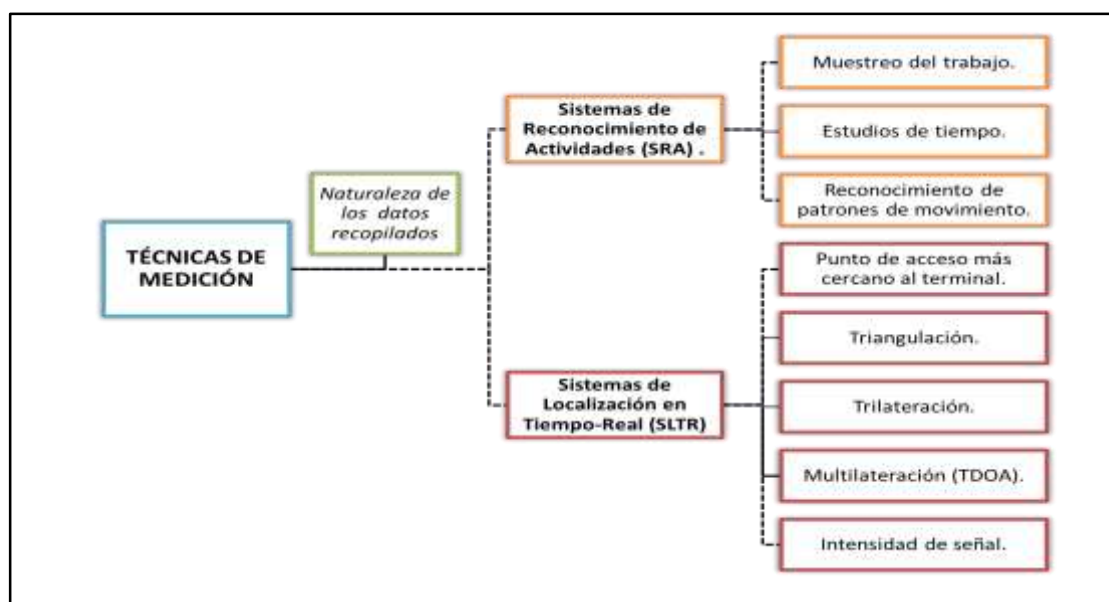 TÉCNICAS DE
MEDICIÓN
Naturaleza de
los datos
recopilados
Sistemas de
Reconocimiento de
Actividades (SRA) .
Muestreo del trabajo.
Estudios de tiempo.
Reconocimiento de
patrones de movimiento.
Sistemas de
Localización en
Tiempo-Real (SLTR)
Punto de acceso más
cercano al terminal.
Triangulación.
Trilateración.
Multilateración (TDOA).
Intensidad de señal.